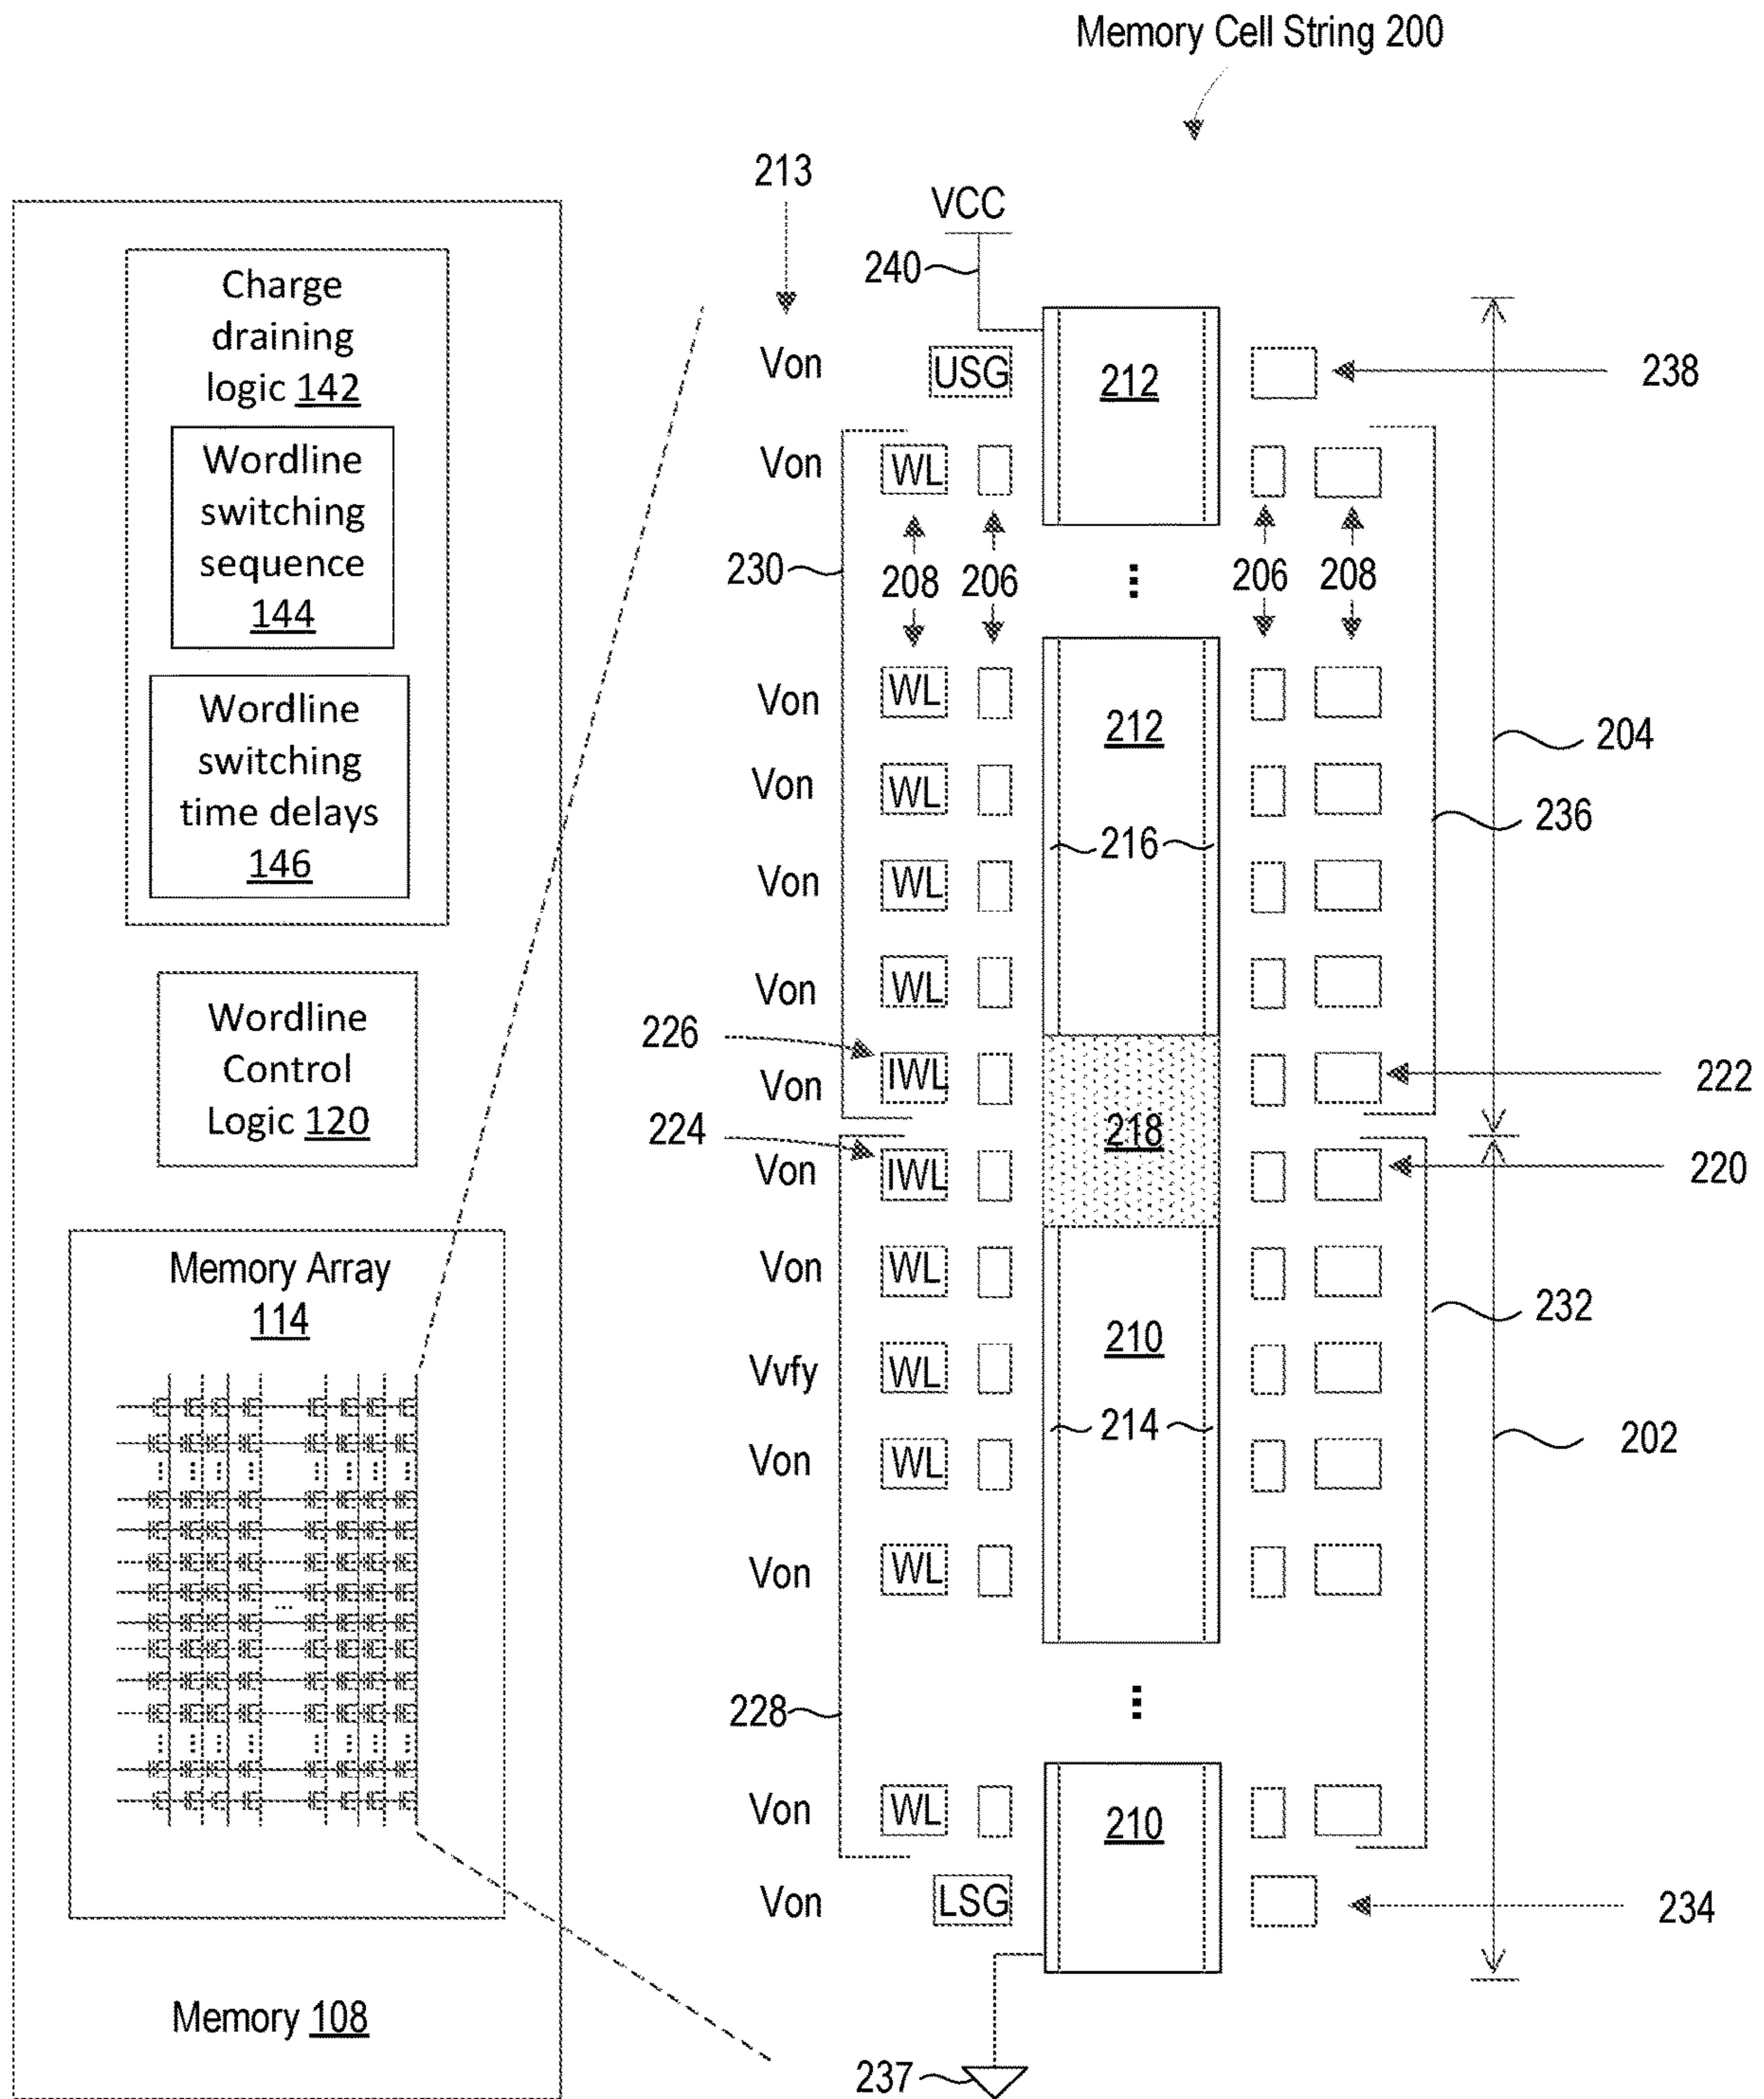 Memory Cell String 200
213
VCC
240
Charge
draining
logic 142
Wordline
switching
sequence
144
Wordline
switching
time delays
146
Wordline
Control
Logic 120
Memory Array
114
Memory 108
Von USG 212 238
Von WL
230 208 206 206 208
Von WL 212
204
Von WL
236
216
Von WL
Von WL
226
Von IWL 222
218
224
Von IWL 220
Von WL
232
210
Vvfy WL
214 202
Von WL
Von WL
228
Von WL 210
Von LSG 234
237